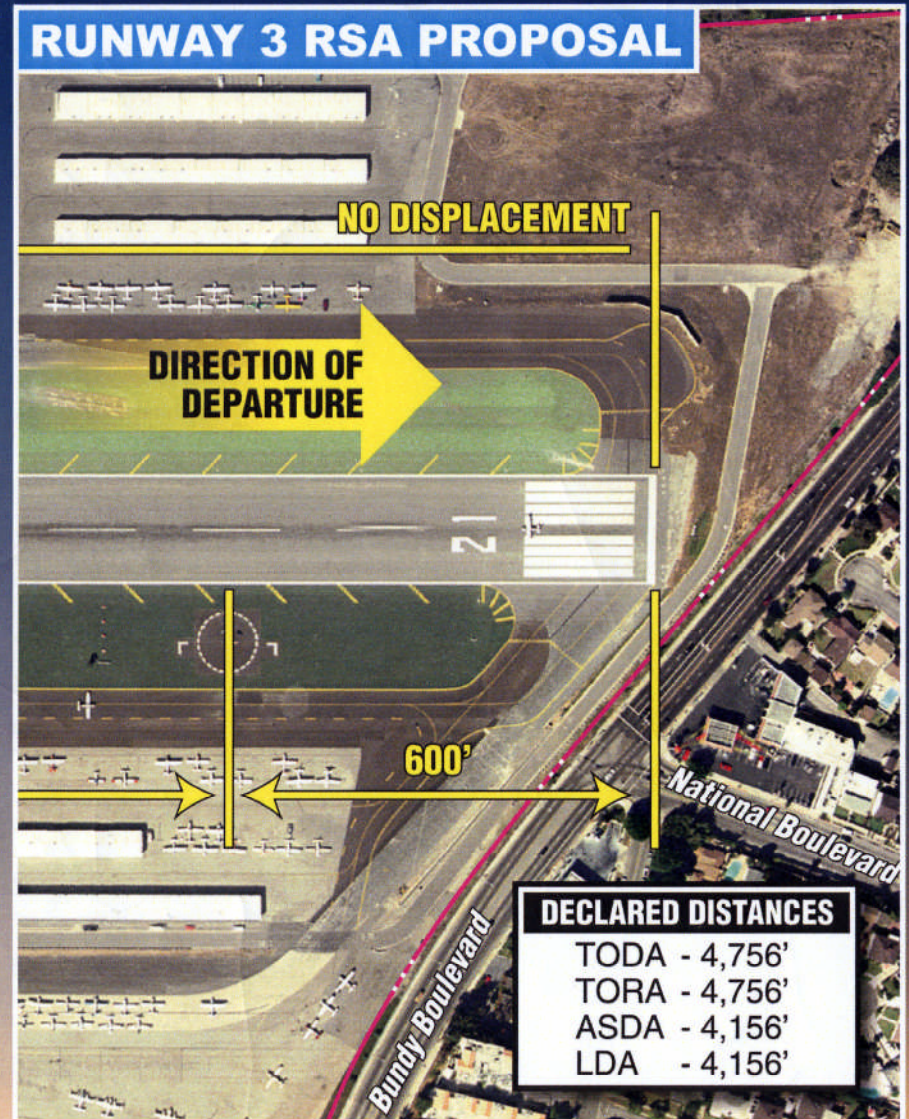 RUNWAY 3 RSA PROPOSAL
NO DISPLACEMENT
DIRECTION OF
DEPARTURE
21
600'
National Boulevard
Bundy Boulevard
DECLARED DISTANCES
TODA - 4,756'
TORA - 4,756'
ASDA - 4,156'
LDA - 4,156'